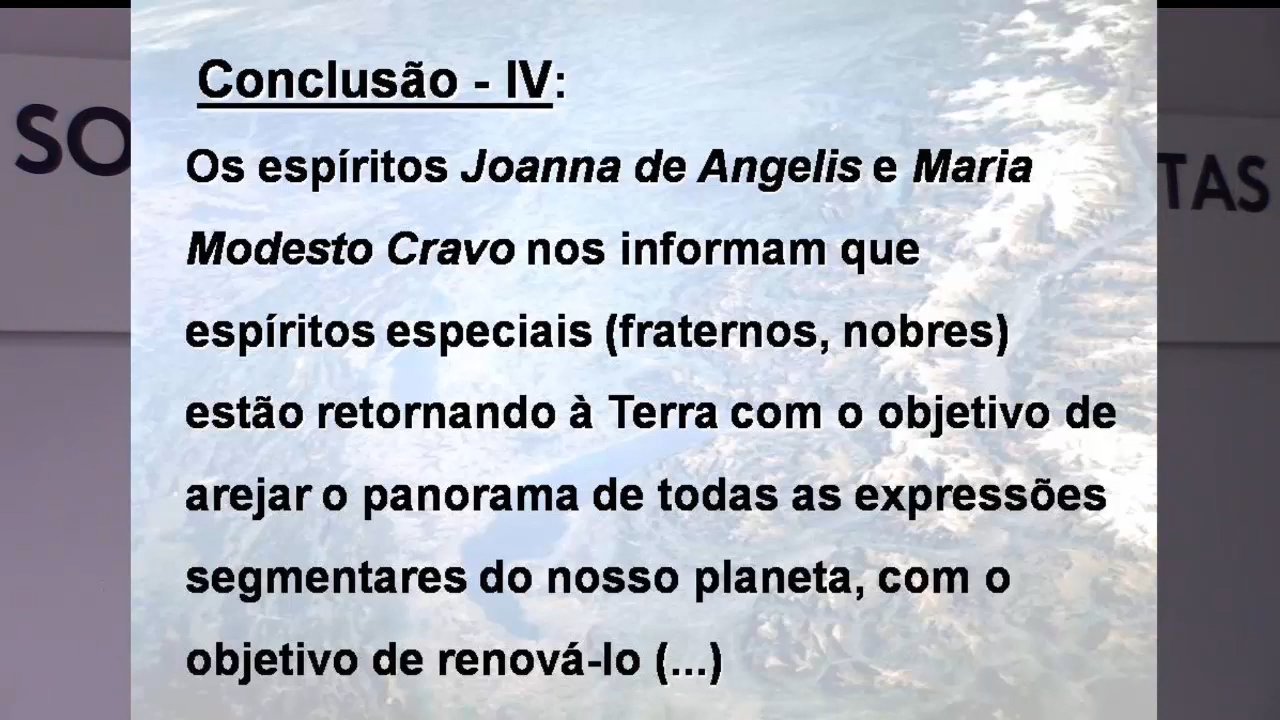 Conclusão - IV:
SO
TAS
Os espíritos Joanna de Angelis e Maria
Modesto Cravo nos informam que
espíritos especiais (fraternos, nobres)
estão retornando à Terra com o objetivo de
arejar o panorama de todas as expressões
segmentares do nosso planeta, com o
objetivo de renová-lo (...)